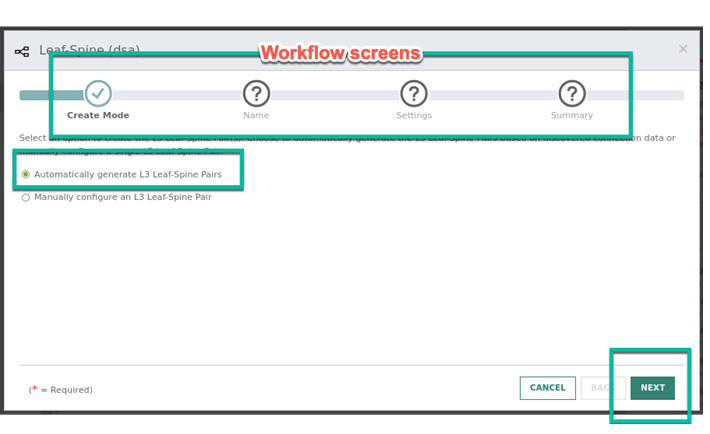 Leaf-Spine (dsa)
Workflow screens
Create Mode
Name
Settings
Summary
Select an option to create the L3 Leaf-Spine Pair(s). Choose to automatically generate the L3 Leaf-Spine Pairs based on discovered connection data or
manually configure a single L3 Leaf-Spine Pair.
Automatically generate L3 Leaf-Spine Pairs
Manually configure an L3 Leaf-Spine Pair
(* = Required)
CANCEL
BACK
NEXT